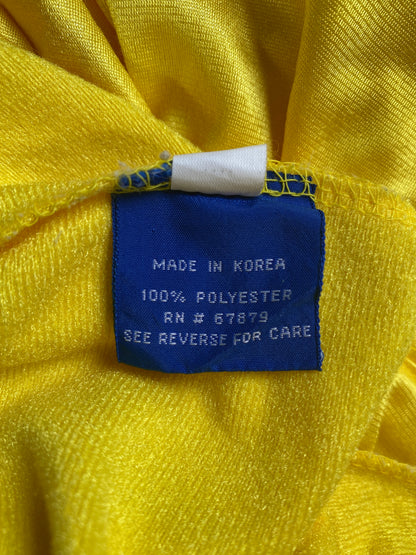 MADE IN KOREA
100% POLYESTER
RN # 67879
SEE REVERSE FOR CARE